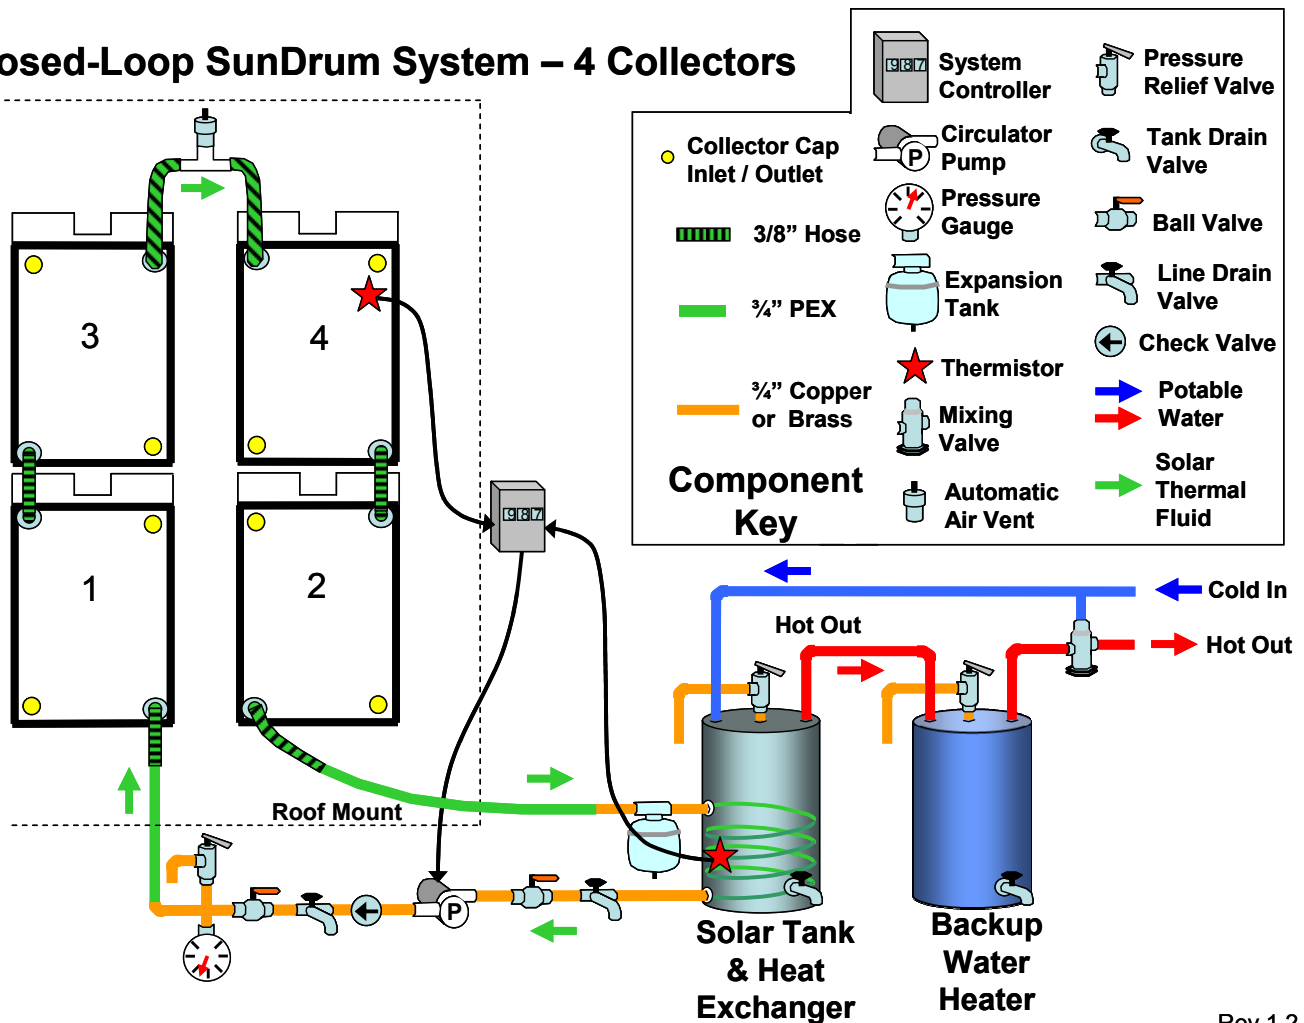 osed-Loop SunDrum System – 4 Collectors
System
Controller
Pressure
Relief Valve
Collector Cap
Inlet / Outlet
Circulator
Pump
Tank Drain
Valve
3/8” Hose
Pressure
Gauge
Ball Valve
¾” PEX
Expansion
Tank
Line Drain
Valve
Thermistor
Check Valve
¾” Copper
or Brass
Mixing
Valve
Potable
Water
Automatic
Air Vent
Solar
Thermal
Fluid
Component
Key
987
P
3
4
1
2
987
Roof Mount
P
Cold In
Hot Out
Hot Out
Solar Tank
& Heat
Exchanger
Backup
Water
Heater
Rev 1.2